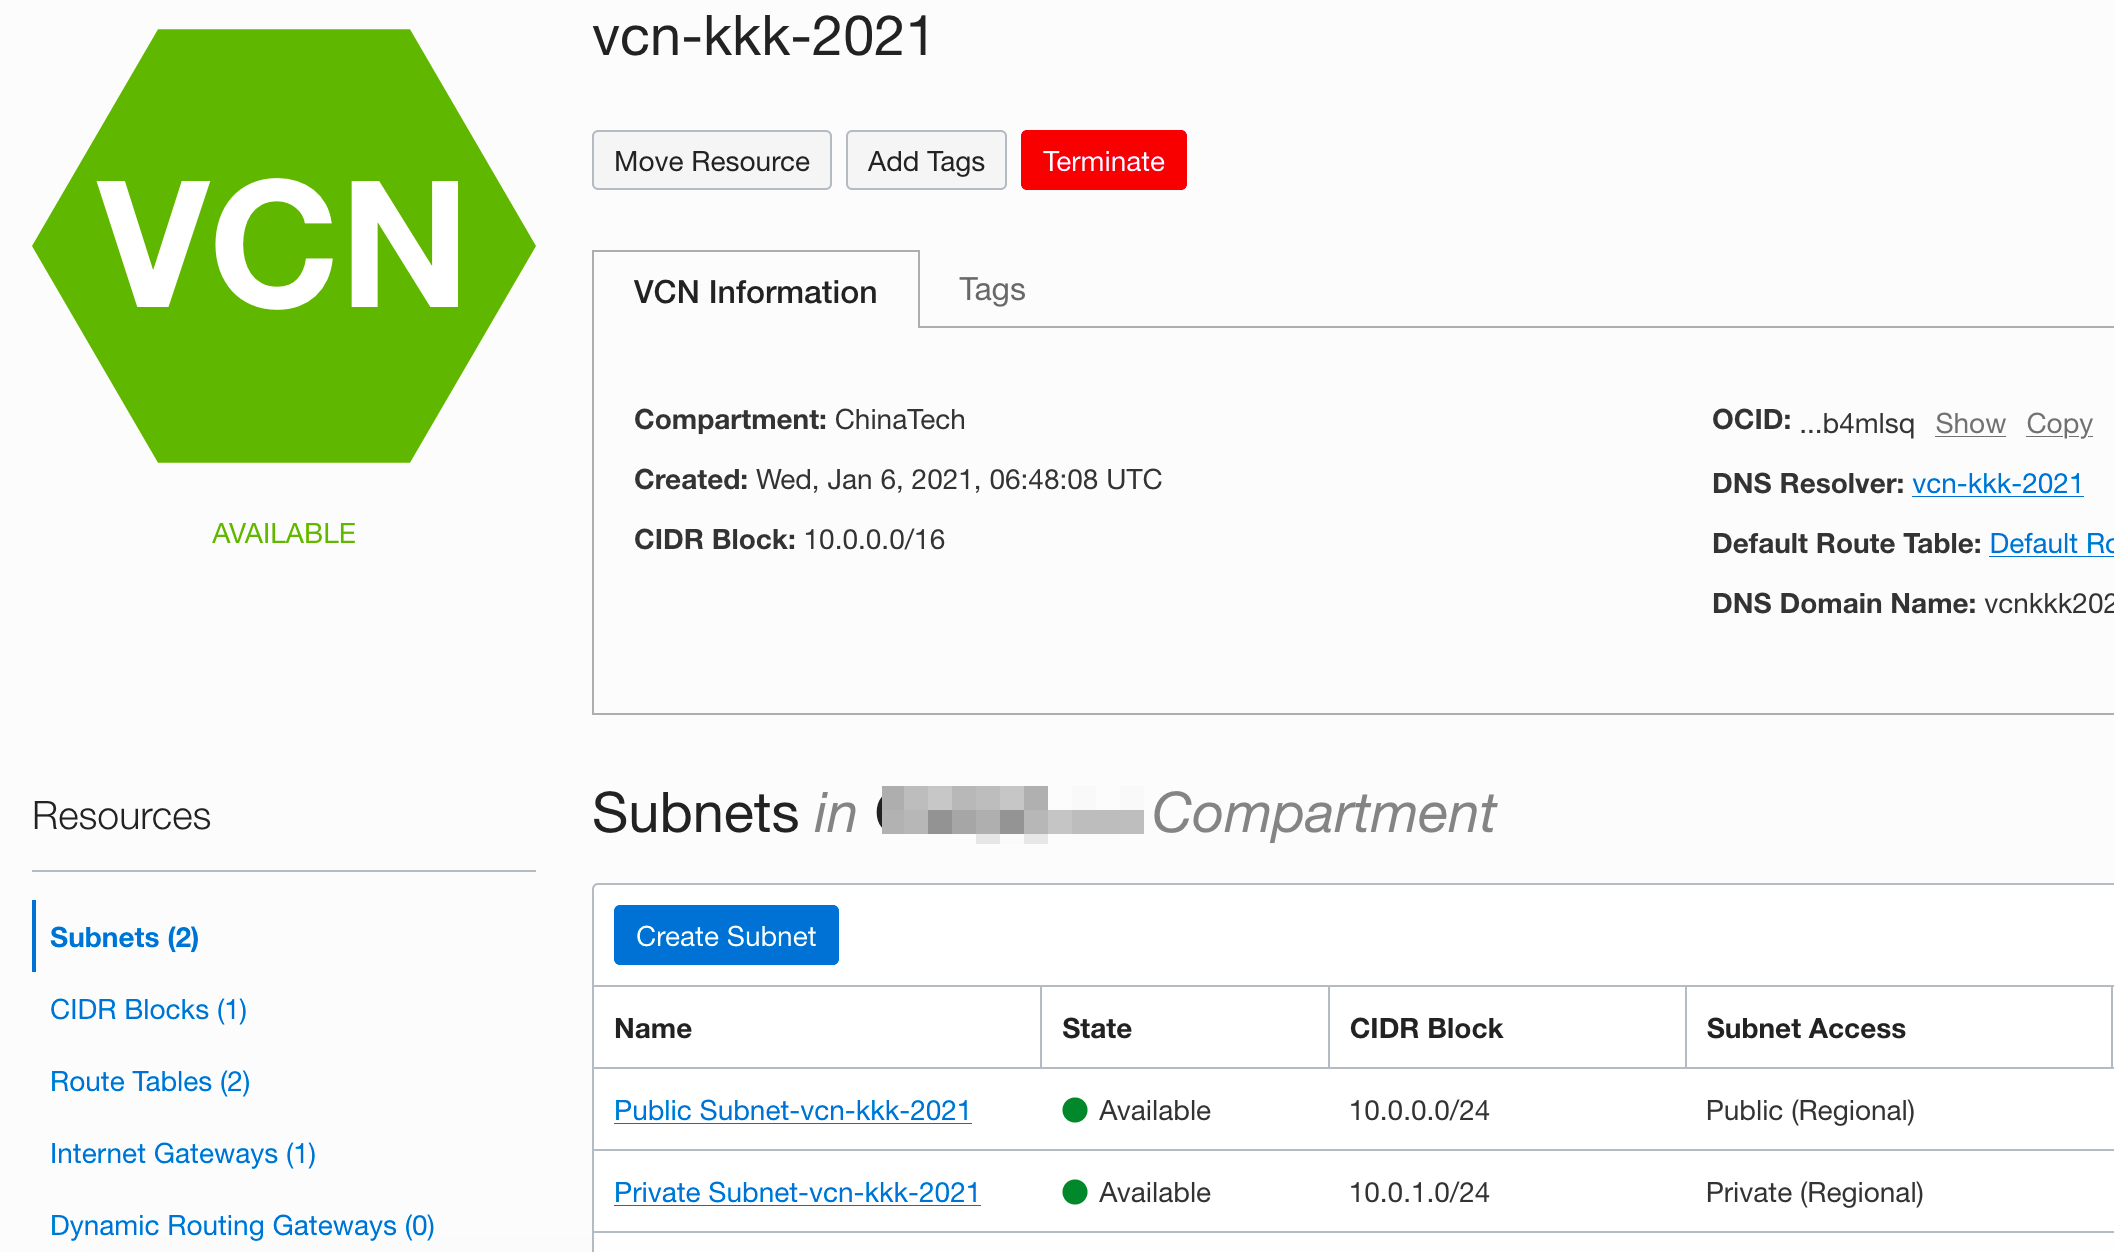 vcn-kkk-2021
VCN
Move Resource Add Tags Terminate
VCN Information Tags
Compartment: ChinaTech
Created: Wed, Jan 6, 2021, 06:48:08 UTC
CIDR Block: 10.0.0.0/16
OCID: ...b4mlsq Show Copy
DNS Resolver: vcn-kkk-2021
Default Route Table: Default Ro
DNS Domain Name: vcnkkk202
AVAILABLE
Resources
Subnets (2)
CIDR Blocks (1)
Route Tables (2)
Internet Gateways (1)
Dynamic Routing Gateways (0)
Subnets in Compartment
Create Subnet
Name State CIDR Block Subnet Access
Public Subnet-vcn-kkk-2021 Available 10.0.0.0/24 Public (Regional)
Private Subnet-vcn-kkk-2021 Available 10.0.1.0/24 Private (Regional)